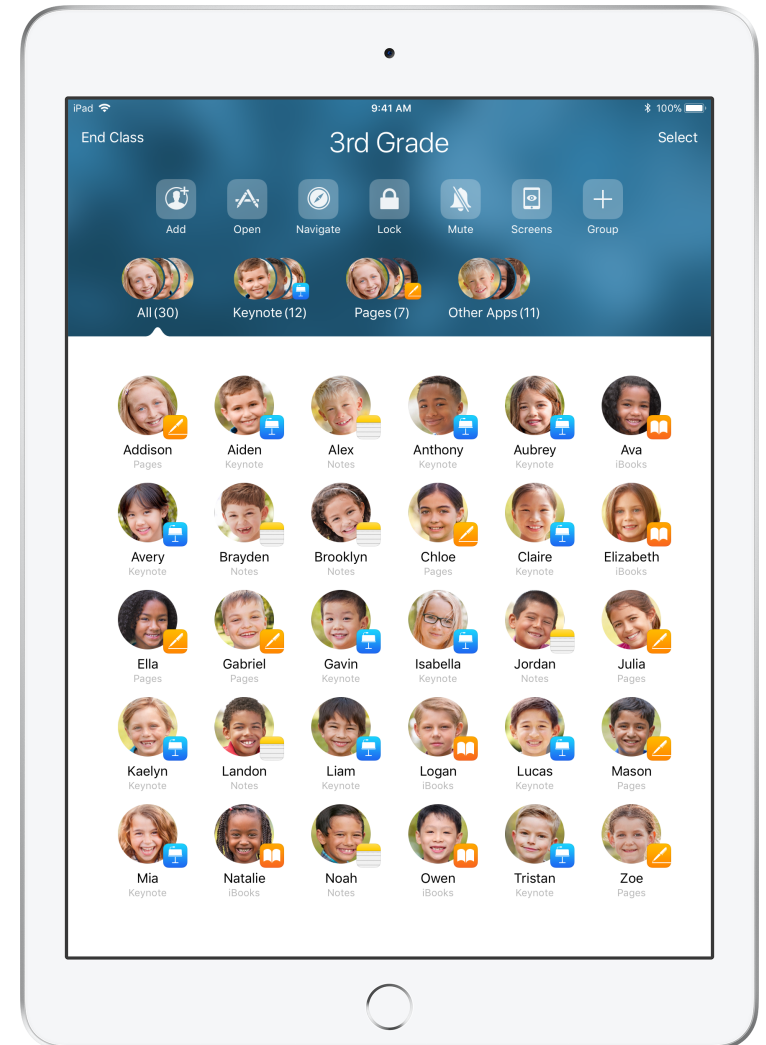 iPad 9:41 AM 100%
End Class 3rd Grade Select
Add Open Navigate Lock Mute Screens Group
All (30) Keynote (12) Pages (7) Other Apps (11)
Addison Aiden Alex Anthony Aubrey Ava
Pages Keynote Notes Keynote Keynote iBooks
Avery Brayden Brooklyn Chloe Claire Elizabeth
Keynote Notes Notes Pages Keynote iBooks
Ella Gabriel Gavin Isabella Jordan Julia
Pages Pages Keynote Keynote Notes Pages
Kaelyn Landon Liam Logan Lucas Mason
Keynote Notes Keynote iBooks Keynote Pages
Mia Natalie Noah Owen Tristan Zoe
Keynote iBooks Notes iBooks Keynote Pages